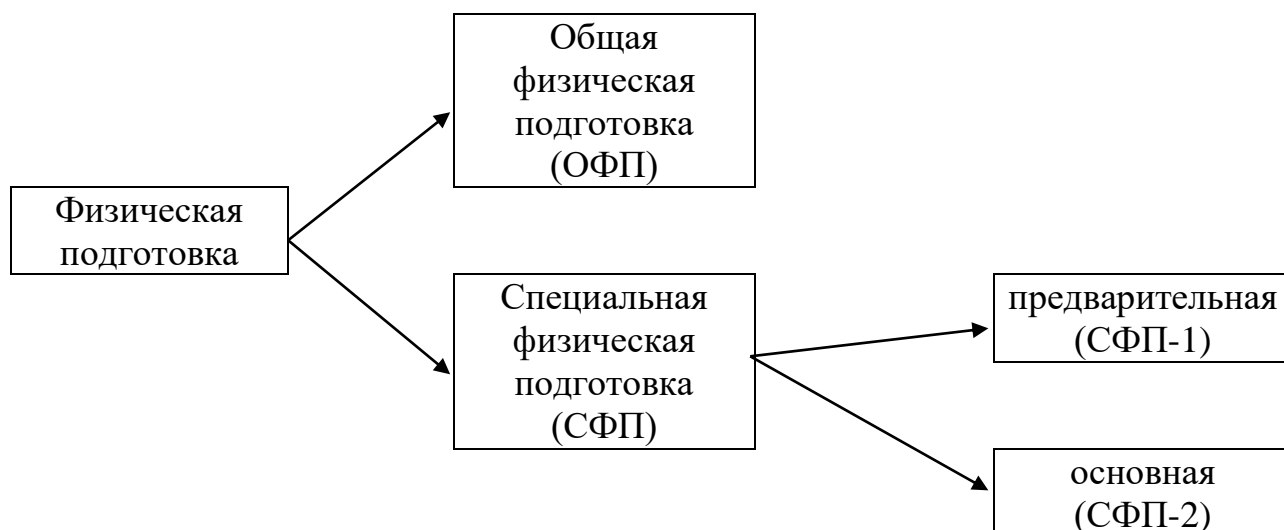 Общая
физическая
подготовка
(ОФП)
Физическая
подготовка
Специальная
физическая
подготовка
(СФП)
предварительная
(СФП-1)
основная
(СФП-2)